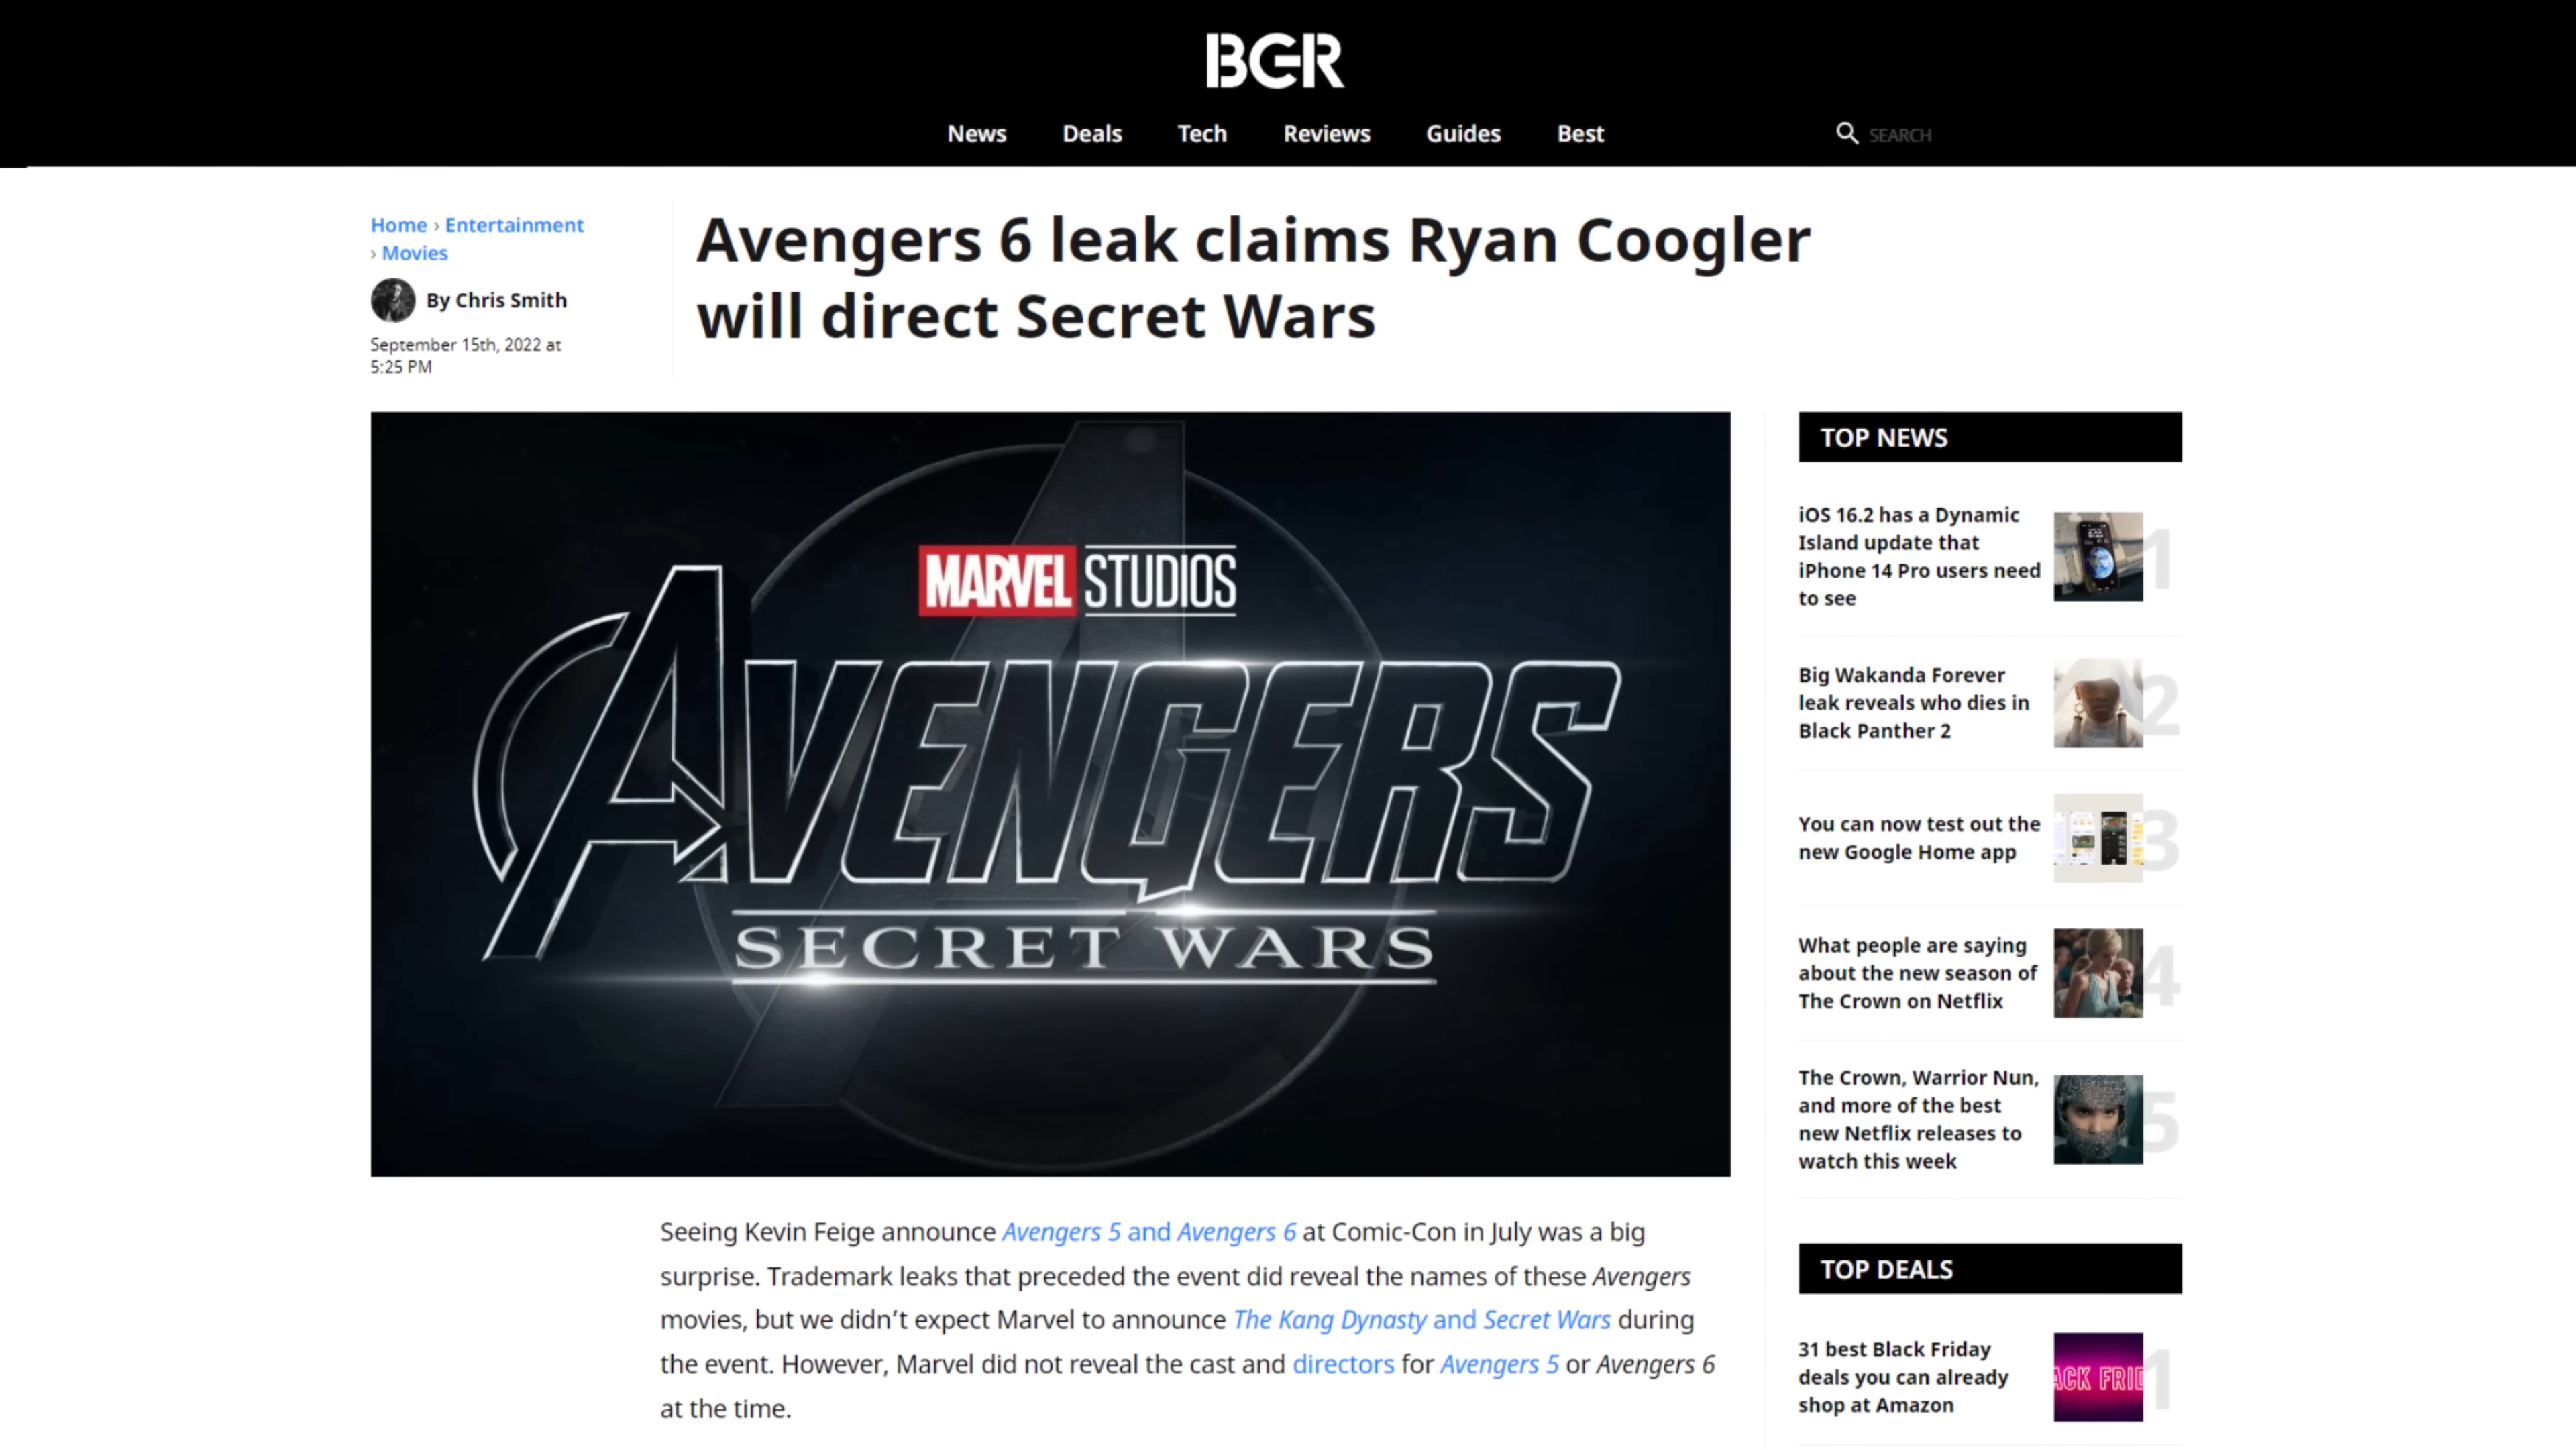 BGR
News Deals Tech Reviews Guides Best SEARCH
Home › Entertainment
› Movies
By Chris Smith
September 15th, 2022 at
5:25 PM
Avengers 6 leak claims Ryan Coogler
will direct Secret Wars
MARVEL STUDIOS
AVENGERS
SECRET WARS
Seeing Kevin Feige announce Avengers 5 and Avengers 6 at Comic-Con in July was a big
surprise. Trademark leaks that preceded the event did reveal the names of these Avengers
movies, but we didn’t expect Marvel to announce The Kang Dynasty and Secret Wars during
the event. However, Marvel did not reveal the cast and directors for Avengers 5 or Avengers 6
at the time.
TOP NEWS
iOS 16.2 has a Dynamic
Island update that
iPhone 14 Pro users need
to see
1
Big Wakanda Forever
leak reveals who dies in
Black Panther 2
2
You can now test out the
new Google Home app
3
What people are saying
about the new season of
The Crown on Netflix
4
The Crown, Warrior Nun,
and more of the best
new Netflix releases to
watch this week
5
TOP DEALS
31 best Black Friday
deals you can already
shop at Amazon
1